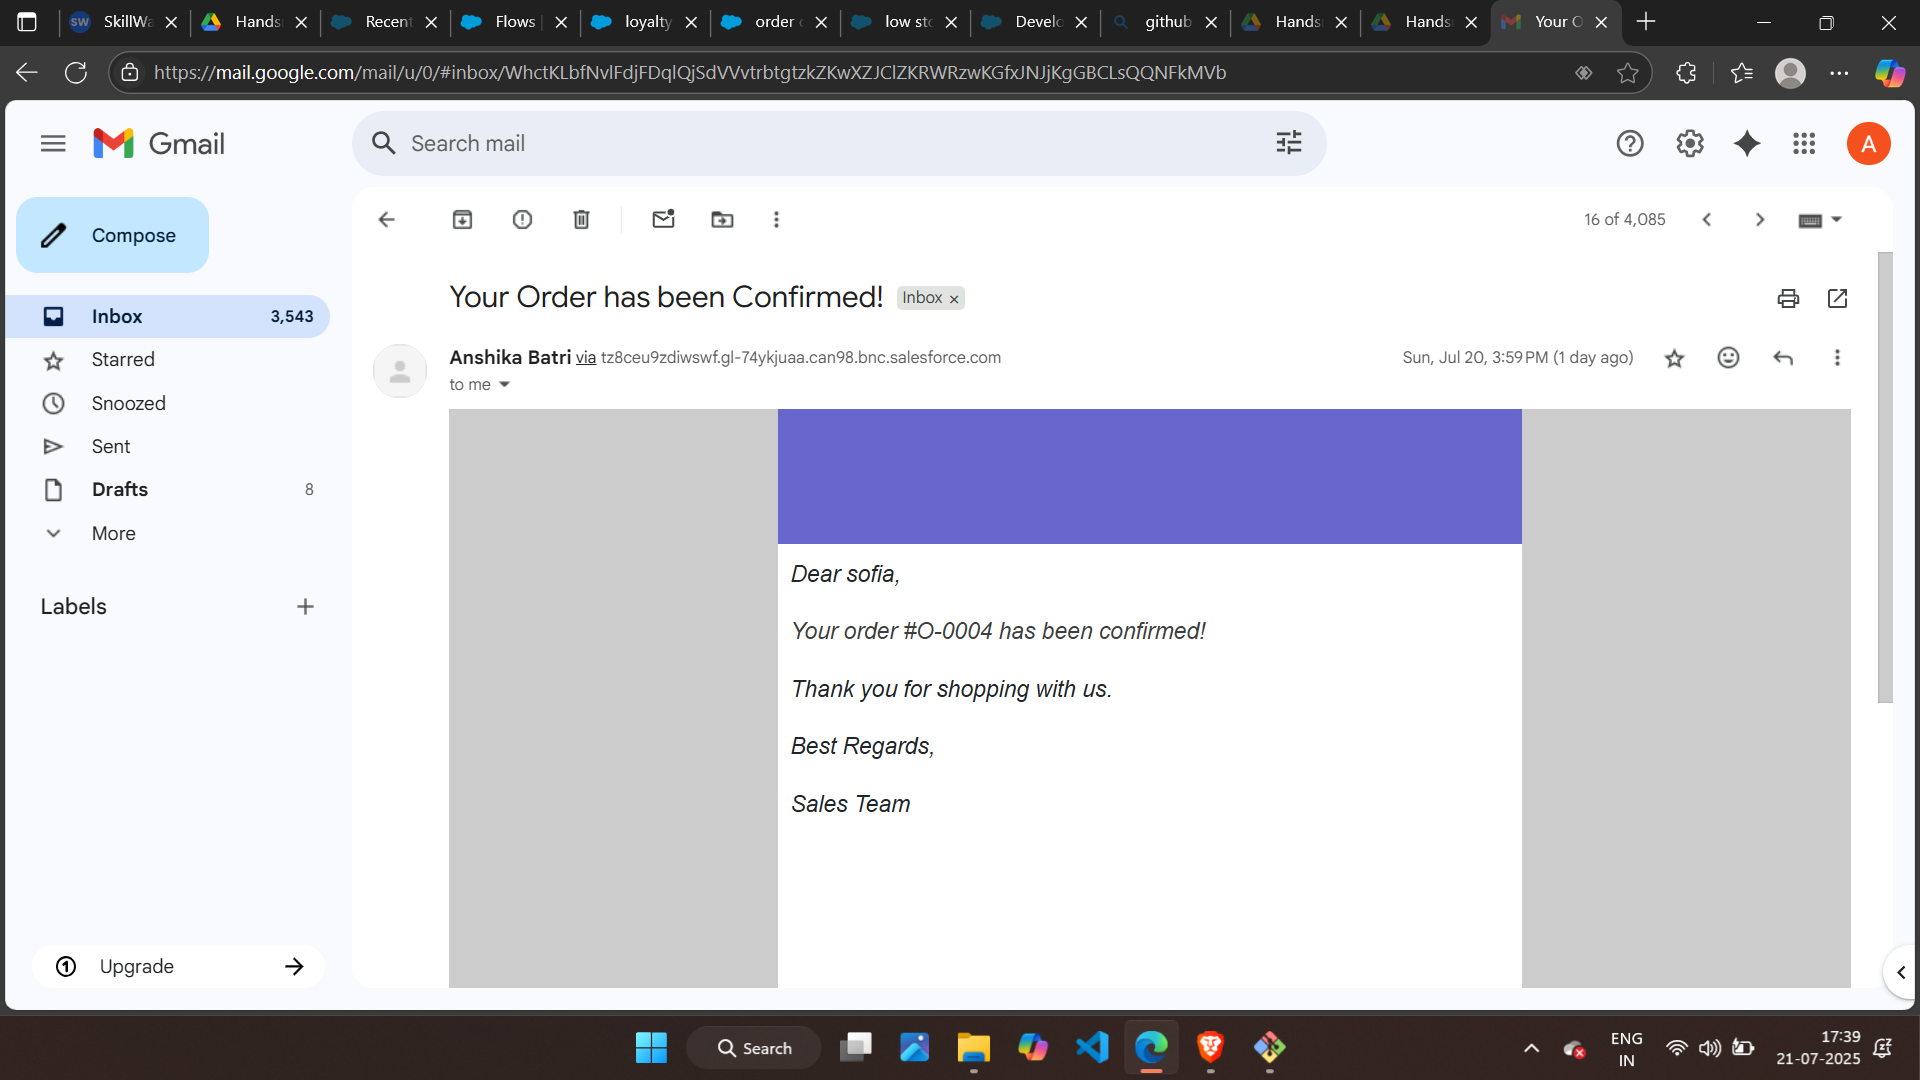 SkillWa
Hands
Recent
Flows |
loyalty
order c
low sto
Develo
github
Hands
Hands
Your O
https://mail.google.com/mail/u/0/#inbox/WhctKLbfNvlFdjFDqlQjSdVVvtrbtgtzkZKwXZJClZKRWRzwKGfxJNJjKgGBCLsQQNFkMVb
Gmail
Search mail
A
Compose
16 of 4,085
Your Order has been Confirmed!
Inbox ×
Inbox 3,543
Anshika Batri via tz8ceu9zdiwswf.gl-74ykjuaa.can98.bnc.salesforce.com
Sun, Jul 20, 3:59 PM (1 day ago)
to me
Starred
Snoozed
Sent
Drafts 8
More
Labels
Dear sofia,
Your order #O-0004 has been confirmed!
Thank you for shopping with us.
Best Regards,
Sales Team
Upgrade
Search
ENG
IN
17:39
21-07-2025